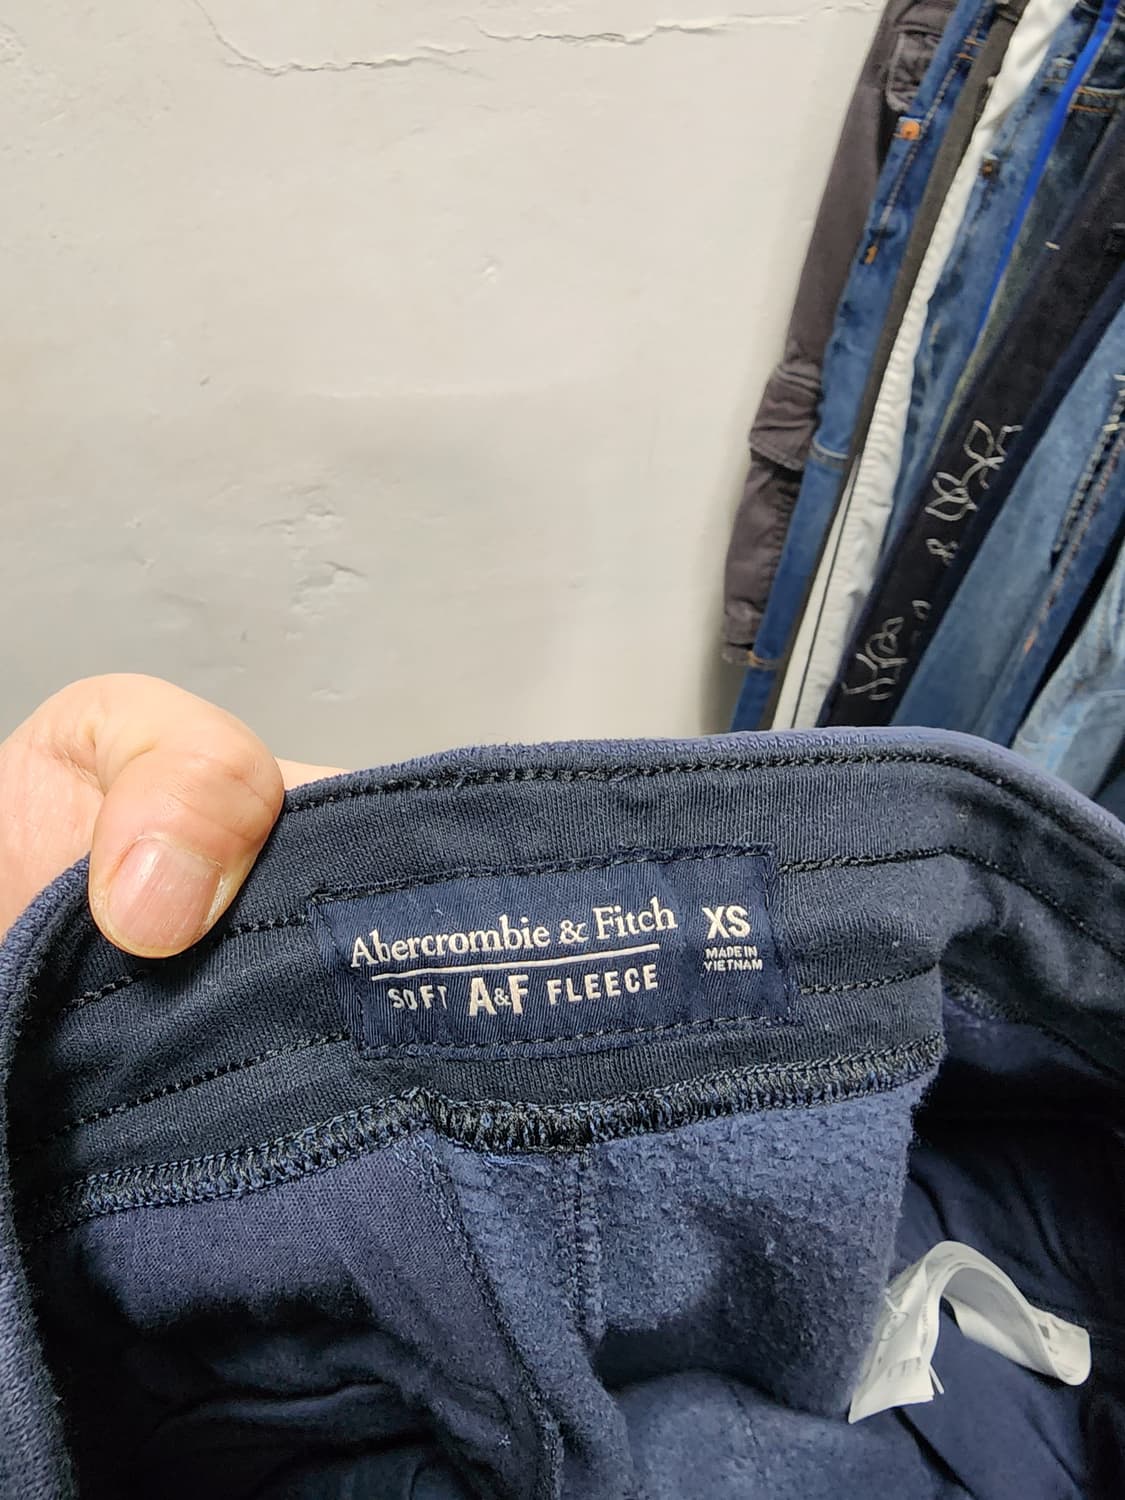 Abercrombie & Fitch
SOFT A&F FLEECE
XS
MADE IN
VIETNAM